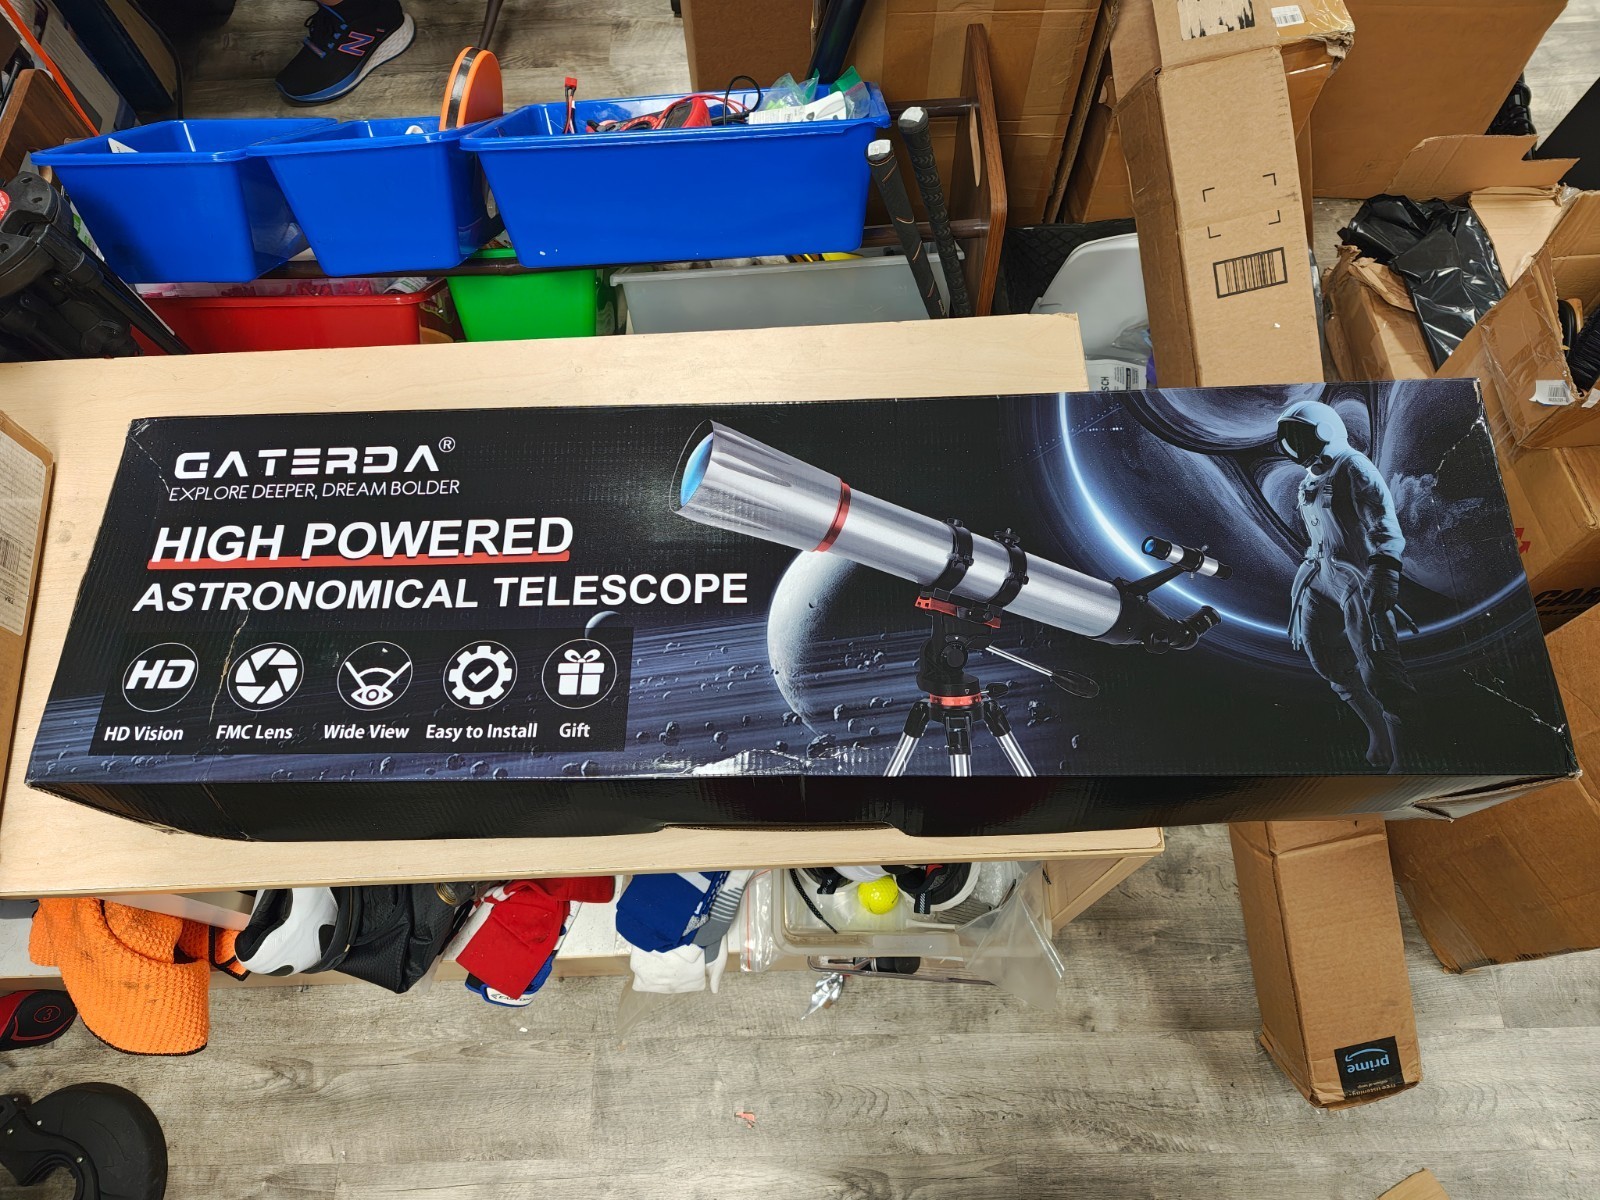 GATERDA®
EXPLORE DEEPER, DREAM BOLDER
HIGH POWERED
ASTRONOMICAL TELESCOPE
HD
HD Vision
FMC Lens
Wide View
Easy to Install
Gift
prime
N
3